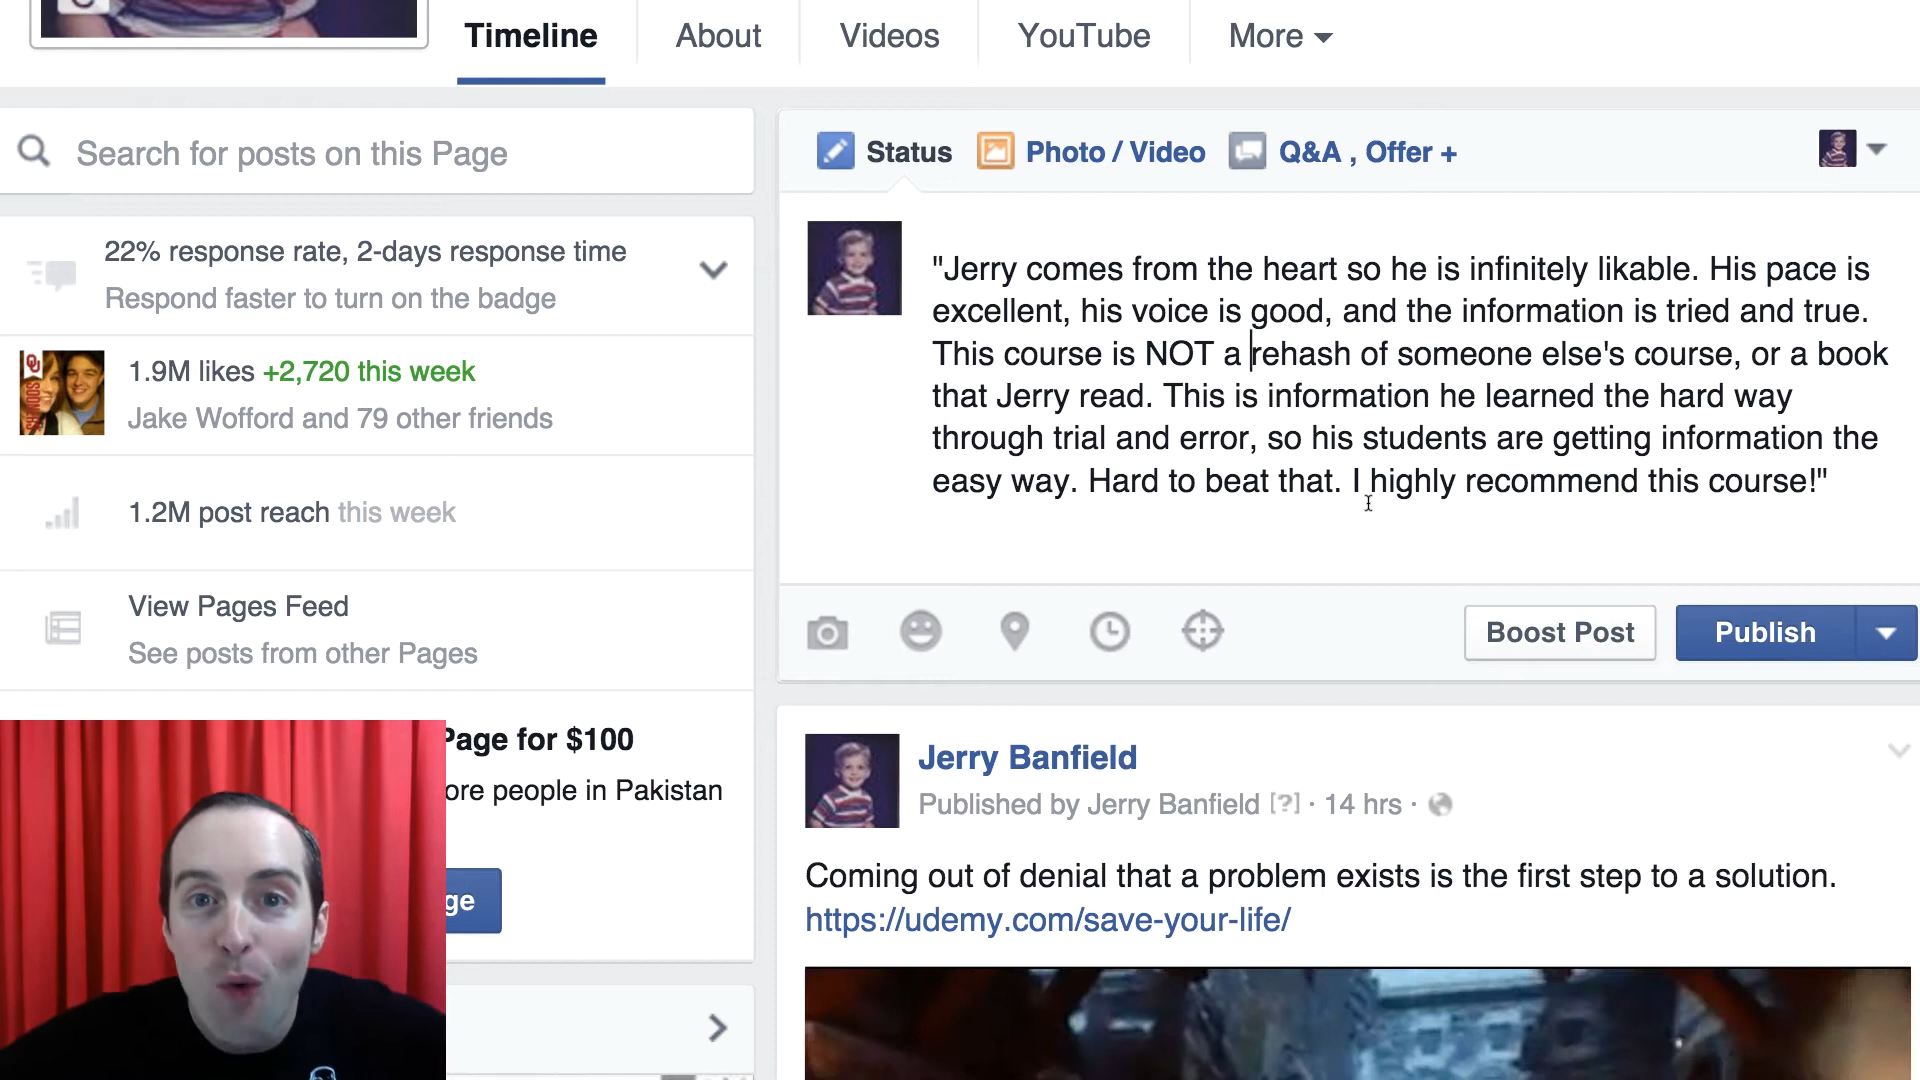 Timeline
About
Videos
YouTube
More
Search for posts on this Page
22% response rate, 2-days response time
Respond faster to turn on the badge
1.9M likes +2,720 this week
Jake Wofford and 79 other friends
1.2M post reach this week
View Pages Feed
See posts from other Pages
Page for $100
ore people in Pakistan
ge
Status
Photo / Video
Q&A , Offer +
"Jerry comes from the heart so he is infinitely likable. His pace is
excellent, his voice is good, and the information is tried and true.
This course is NOT a rehash of someone else's course, or a book
that Jerry read. This is information he learned the hard way
through trial and error, so his students are getting information the
easy way. Hard to beat that. I highly recommend this course!"
Boost Post
Publish
Jerry Banfield
Published by Jerry Banfield [?] · 14 hrs ·
Coming out of denial that a problem exists is the first step to a solution.
https://udemy.com/save-your-life/